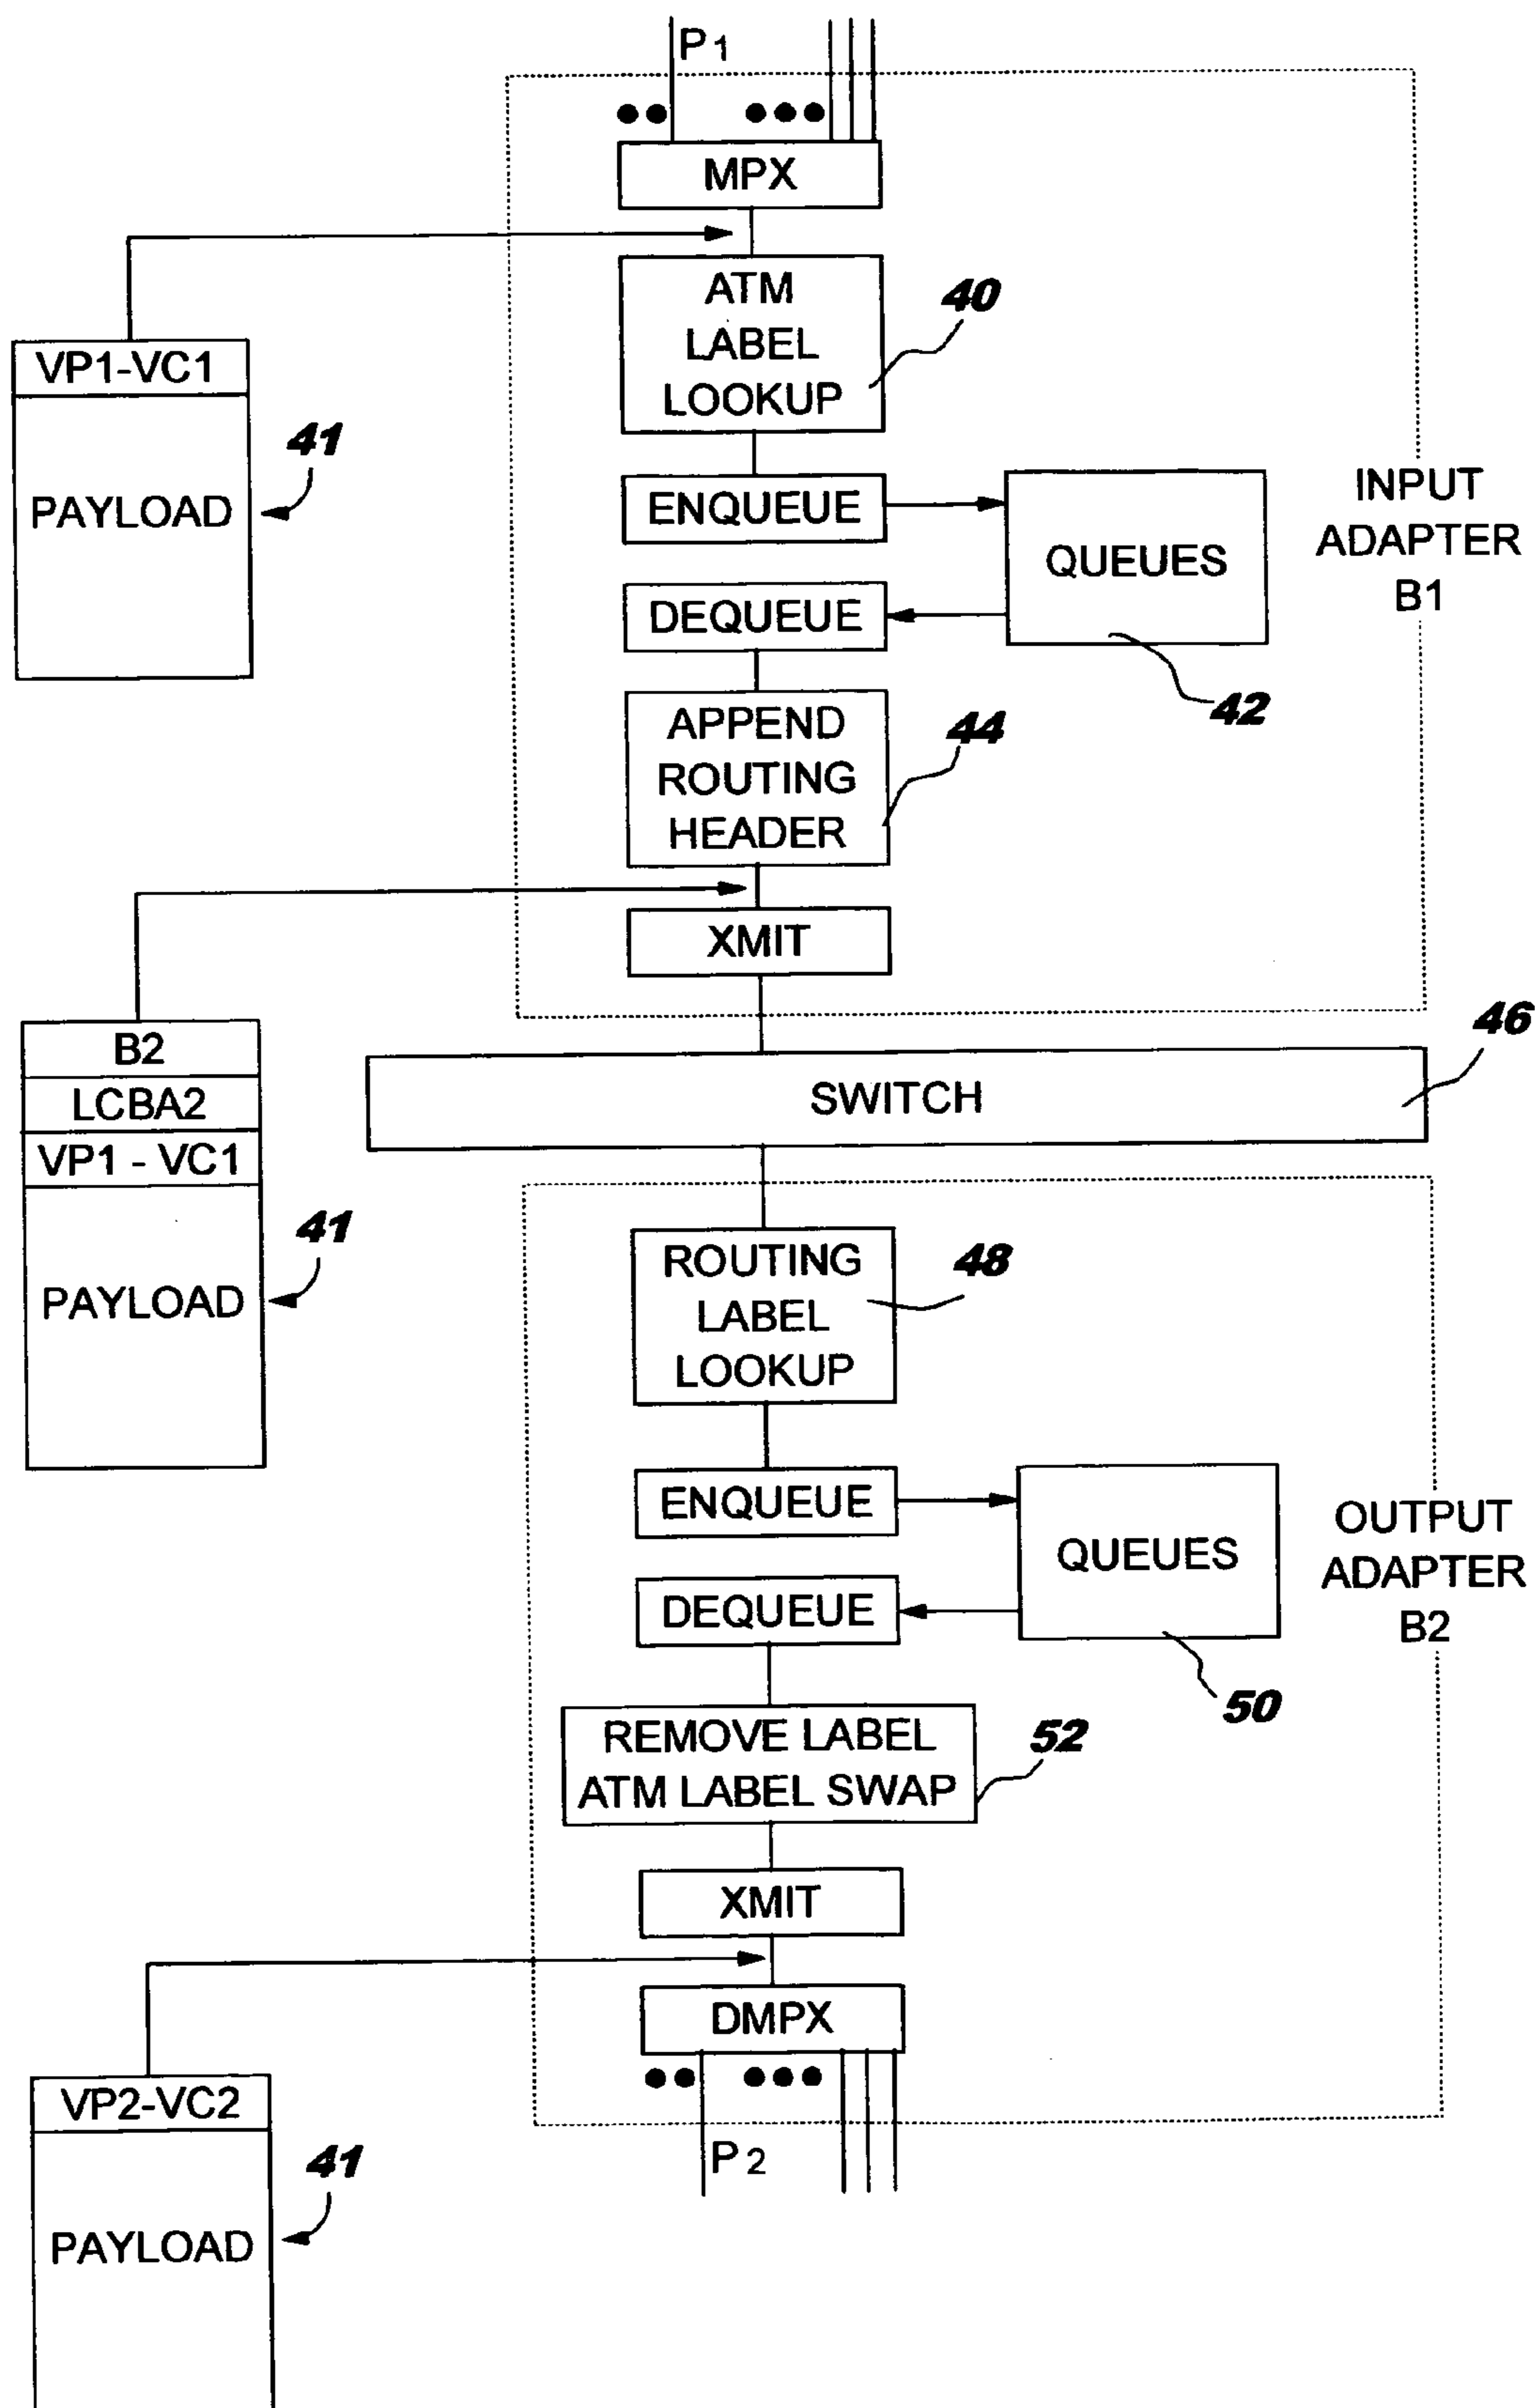 P1
MPX
ATM
LABEL
LOOKUP
40
VP1-VC1
PAYLOAD
41
ENQUEUE
QUEUES
DEQUEUE
42
INPUT
ADAPTER
B1
APPEND
ROUTING
HEADER
44
XMIT
B2
LCBA2
VP1 - VC1
PAYLOAD
41
SWITCH
46
ROUTING
LABEL
LOOKUP
48
ENQUEUE
QUEUES
DEQUEUE
50
OUTPUT
ADAPTER
B2
REMOVE LABEL
ATM LABEL SWAP
52
XMIT
DMPX
VP2-VC2
PAYLOAD
41
P2